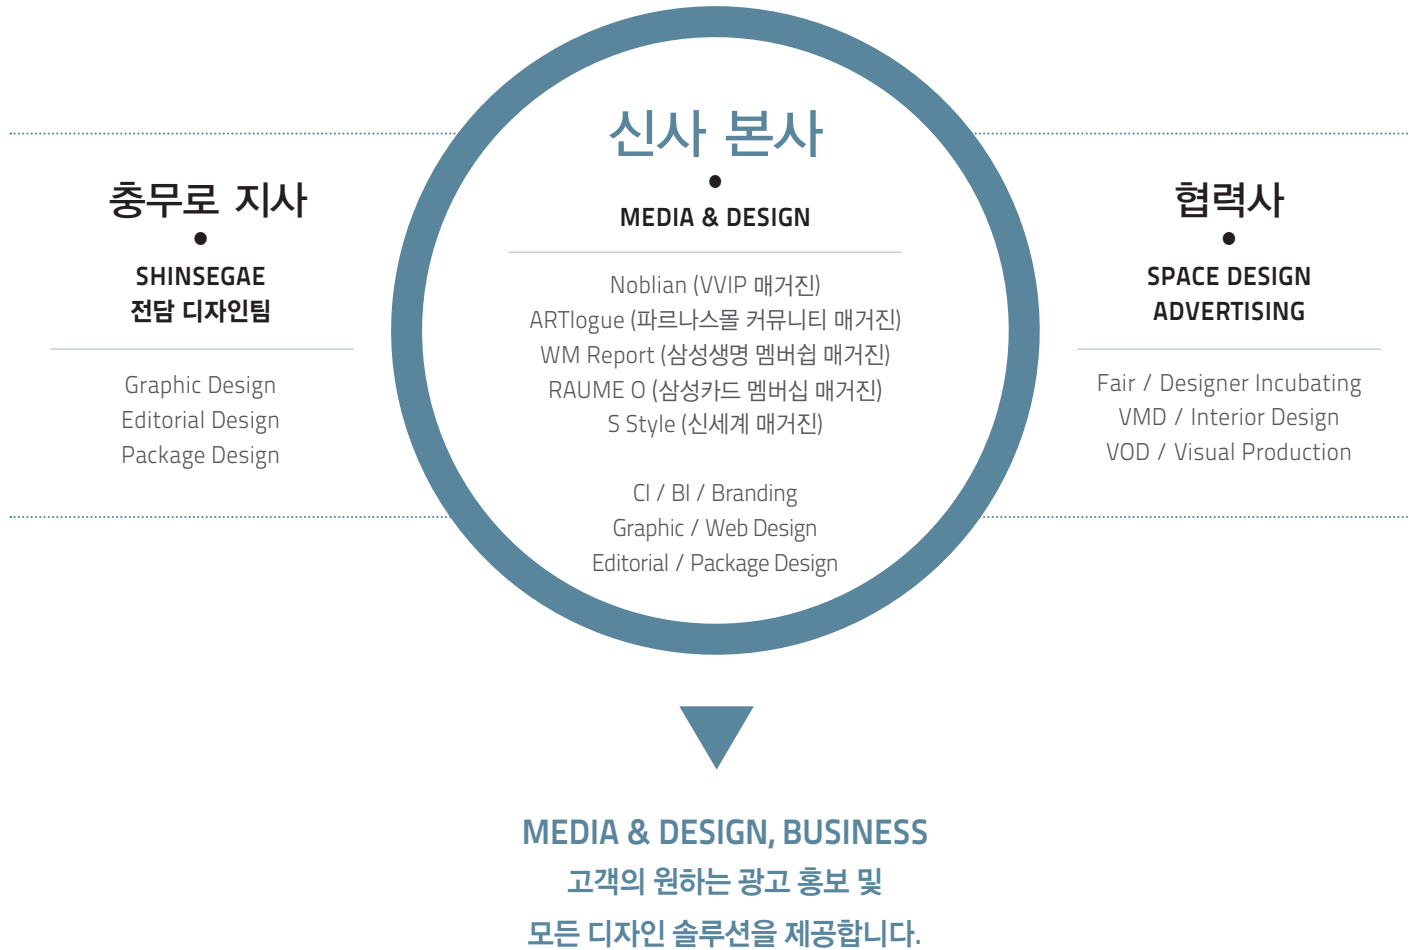 충무로 지사
SHINSEGAE
전담 디자인팀
Graphic Design
Editorial Design
Package Design
신사 본사
MEDIA & DESIGN
Noblian (VVIP 매거진)
ARTlogue (파르나스몰 커뮤니티 매거진)
WM Report (삼성생명 멤버쉽 매거진)
RAUME O (삼성카드 멤버십 매거진)
S Style (신세계 매거진)
CI / BI / Branding
Graphic / Web Design
Editorial / Package Design
협력사
SPACE DESIGN
ADVERTISING
Fair / Designer Incubating
VMD / Interior Design
VOD / Visual Production
MEDIA & DESIGN, BUSINESS
고객의 원하는 광고 홍보 및
모든 디자인 솔루션을 제공합니다.